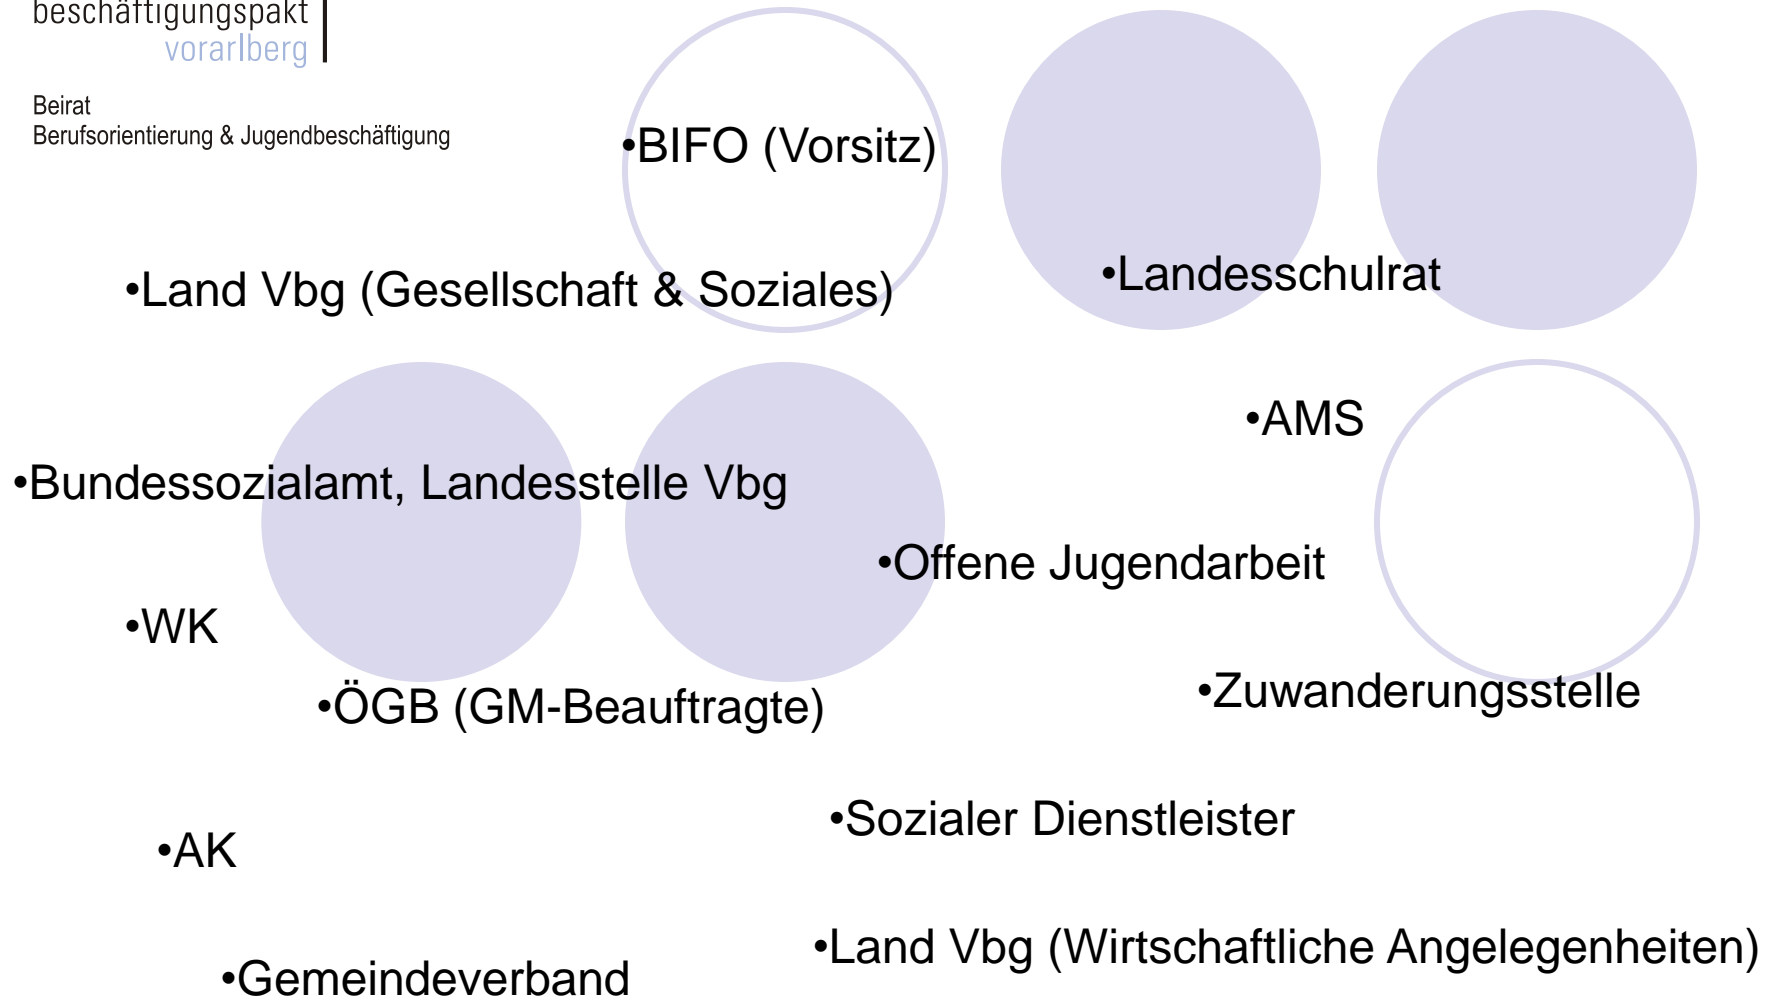 beschäftigungspakt
vorarlberg
Beirat
Berufsorientierung & Jugendbeschäftigung
•BIFO (Vorsitz)
•Land Vbg (Gesellschaft & Soziales)
•Landesschulrat
•AMS
•Bundessozialamt, Landesstelle Vbg
•Offene Jugendarbeit
•WK
•ÖGB (GM-Beauftragte)
•Zuwanderungsstelle
•Sozialer Dienstleister
•AK
•Land Vbg (Wirtschaftliche Angelegenheiten)
•Gemeindeverband